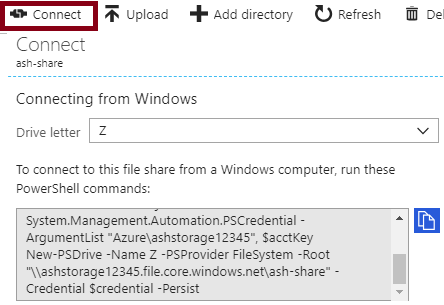 Connect
Upload
Add directory
Refresh
Connect
ash-share
Connecting from Windows
Drive letter
Z
To connect to this file share from a Windows computer, run these
PowerShell commands:
System.Management.Automation.PSCredential -
ArgumentList "Azure\ashstorage12345", $acctKey
New-PSDrive -Name Z -PSProvider FileSystem -Root
"\\ashstorage12345.file.core.windows.net\ash-share" -
Credential $credential -Persist